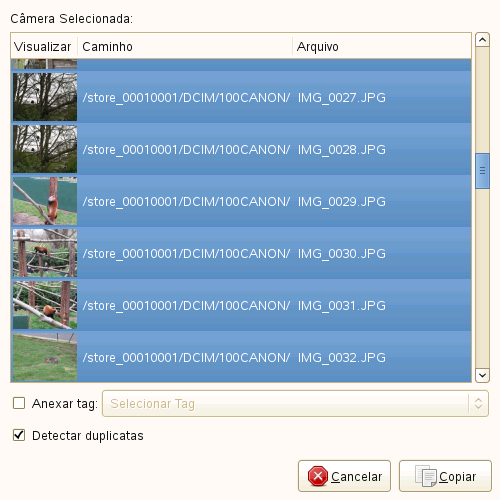 Câmera Selecionada:
Visualizar Caminho Arquivo
/store_00010001/DCIM/100CANON/ IMG_0027.JPG
/store_00010001/DCIM/100CANON/ IMG_0028.JPG
/store_00010001/DCIM/100CANON/ IMG_0029.JPG
/store_00010001/DCIM/100CANON/ IMG_0030.JPG
/store_00010001/DCIM/100CANON/ IMG_0031.JPG
/store_00010001/DCIM/100CANON/ IMG_0032.JPG
Anexar tag: Selecionar Tag
Detectar duplicatas
Cancelar Copiar